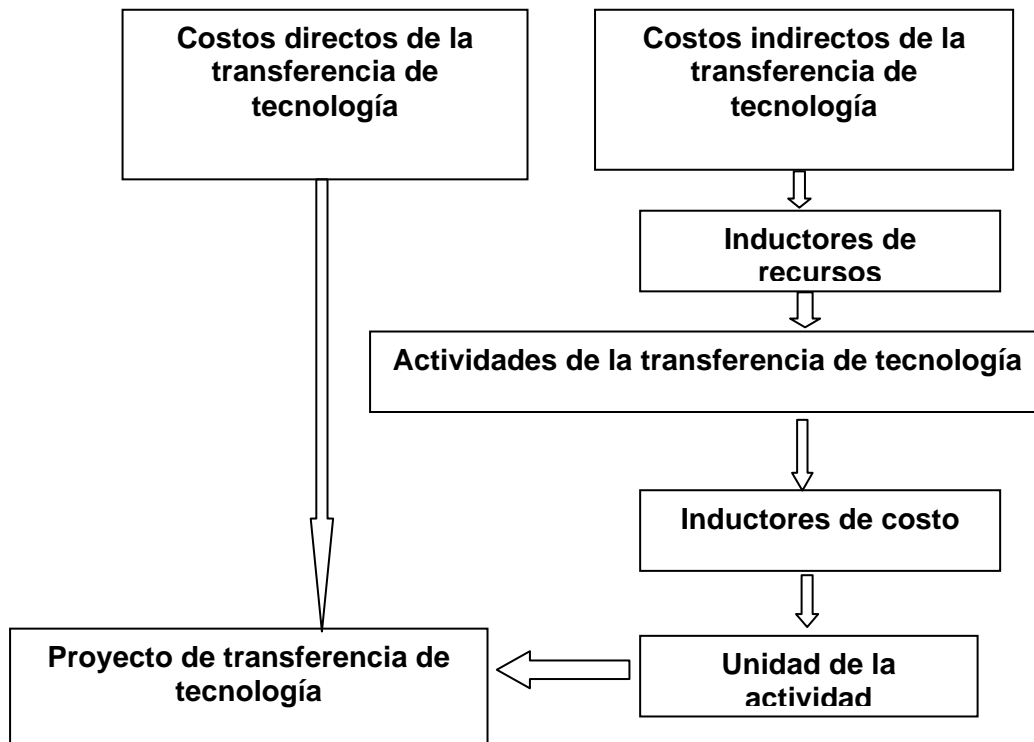 Costos directos de la
transferencia de
tecnología
Costos indirectos de la
transferencia de
tecnología
Inductores de
recursos
Actividades de la transferencia de tecnología
Inductores de costo
Proyecto de transferencia de
tecnología
Unidad de la
actividad